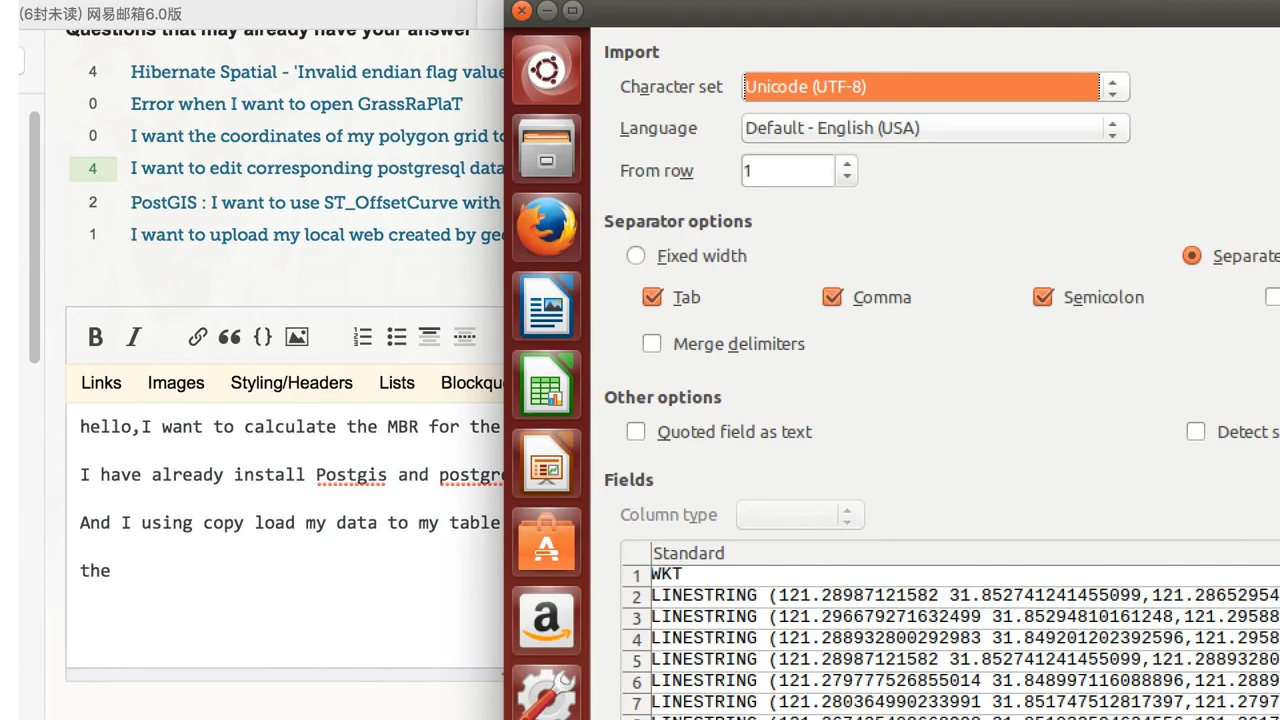 (6封未读) 网易邮箱6.0版
Questions that may already have your answer
4 Hibernate Spatial - 'Invalid endian flag value
0 Error when I want to open GrassRaPlaT
0 I want the coordinates of my polygon grid to
4 I want to edit corresponding postgresql data
2 PostGIS : I want to use ST_OffsetCurve with
1 I want to upload my local web created by geo
Links Images Styling/Headers Lists Blockqu
hello,I want to calculate the MBR for the
I have already install Postgis and postgre
And I using copy load my data to my table
the
Import
Character set Unicode (UTF-8)
Language Default - English (USA)
From row 1
Separator options
Fixed width Separate
Tab Comma Semicolon
Merge delimiters
Other options
Quoted field as text Detect s
Fields
Column type
Standard
1 WKT
2 LINESTRING (121.28987121582 31.852741241455099,121.28652954
3 LINESTRING (121.296679271632499 31.85294810161248,121.29588
4 LINESTRING (121.288932800292983 31.849201202392596,121.2958
5 LINESTRING (121.28987121582 31.852741241455099,121.28893280
6 LINESTRING (121.279777526855014 31.848997116088896,121.2889
7 LINESTRING (121.280364990233991 31.851747512817397,121.2797